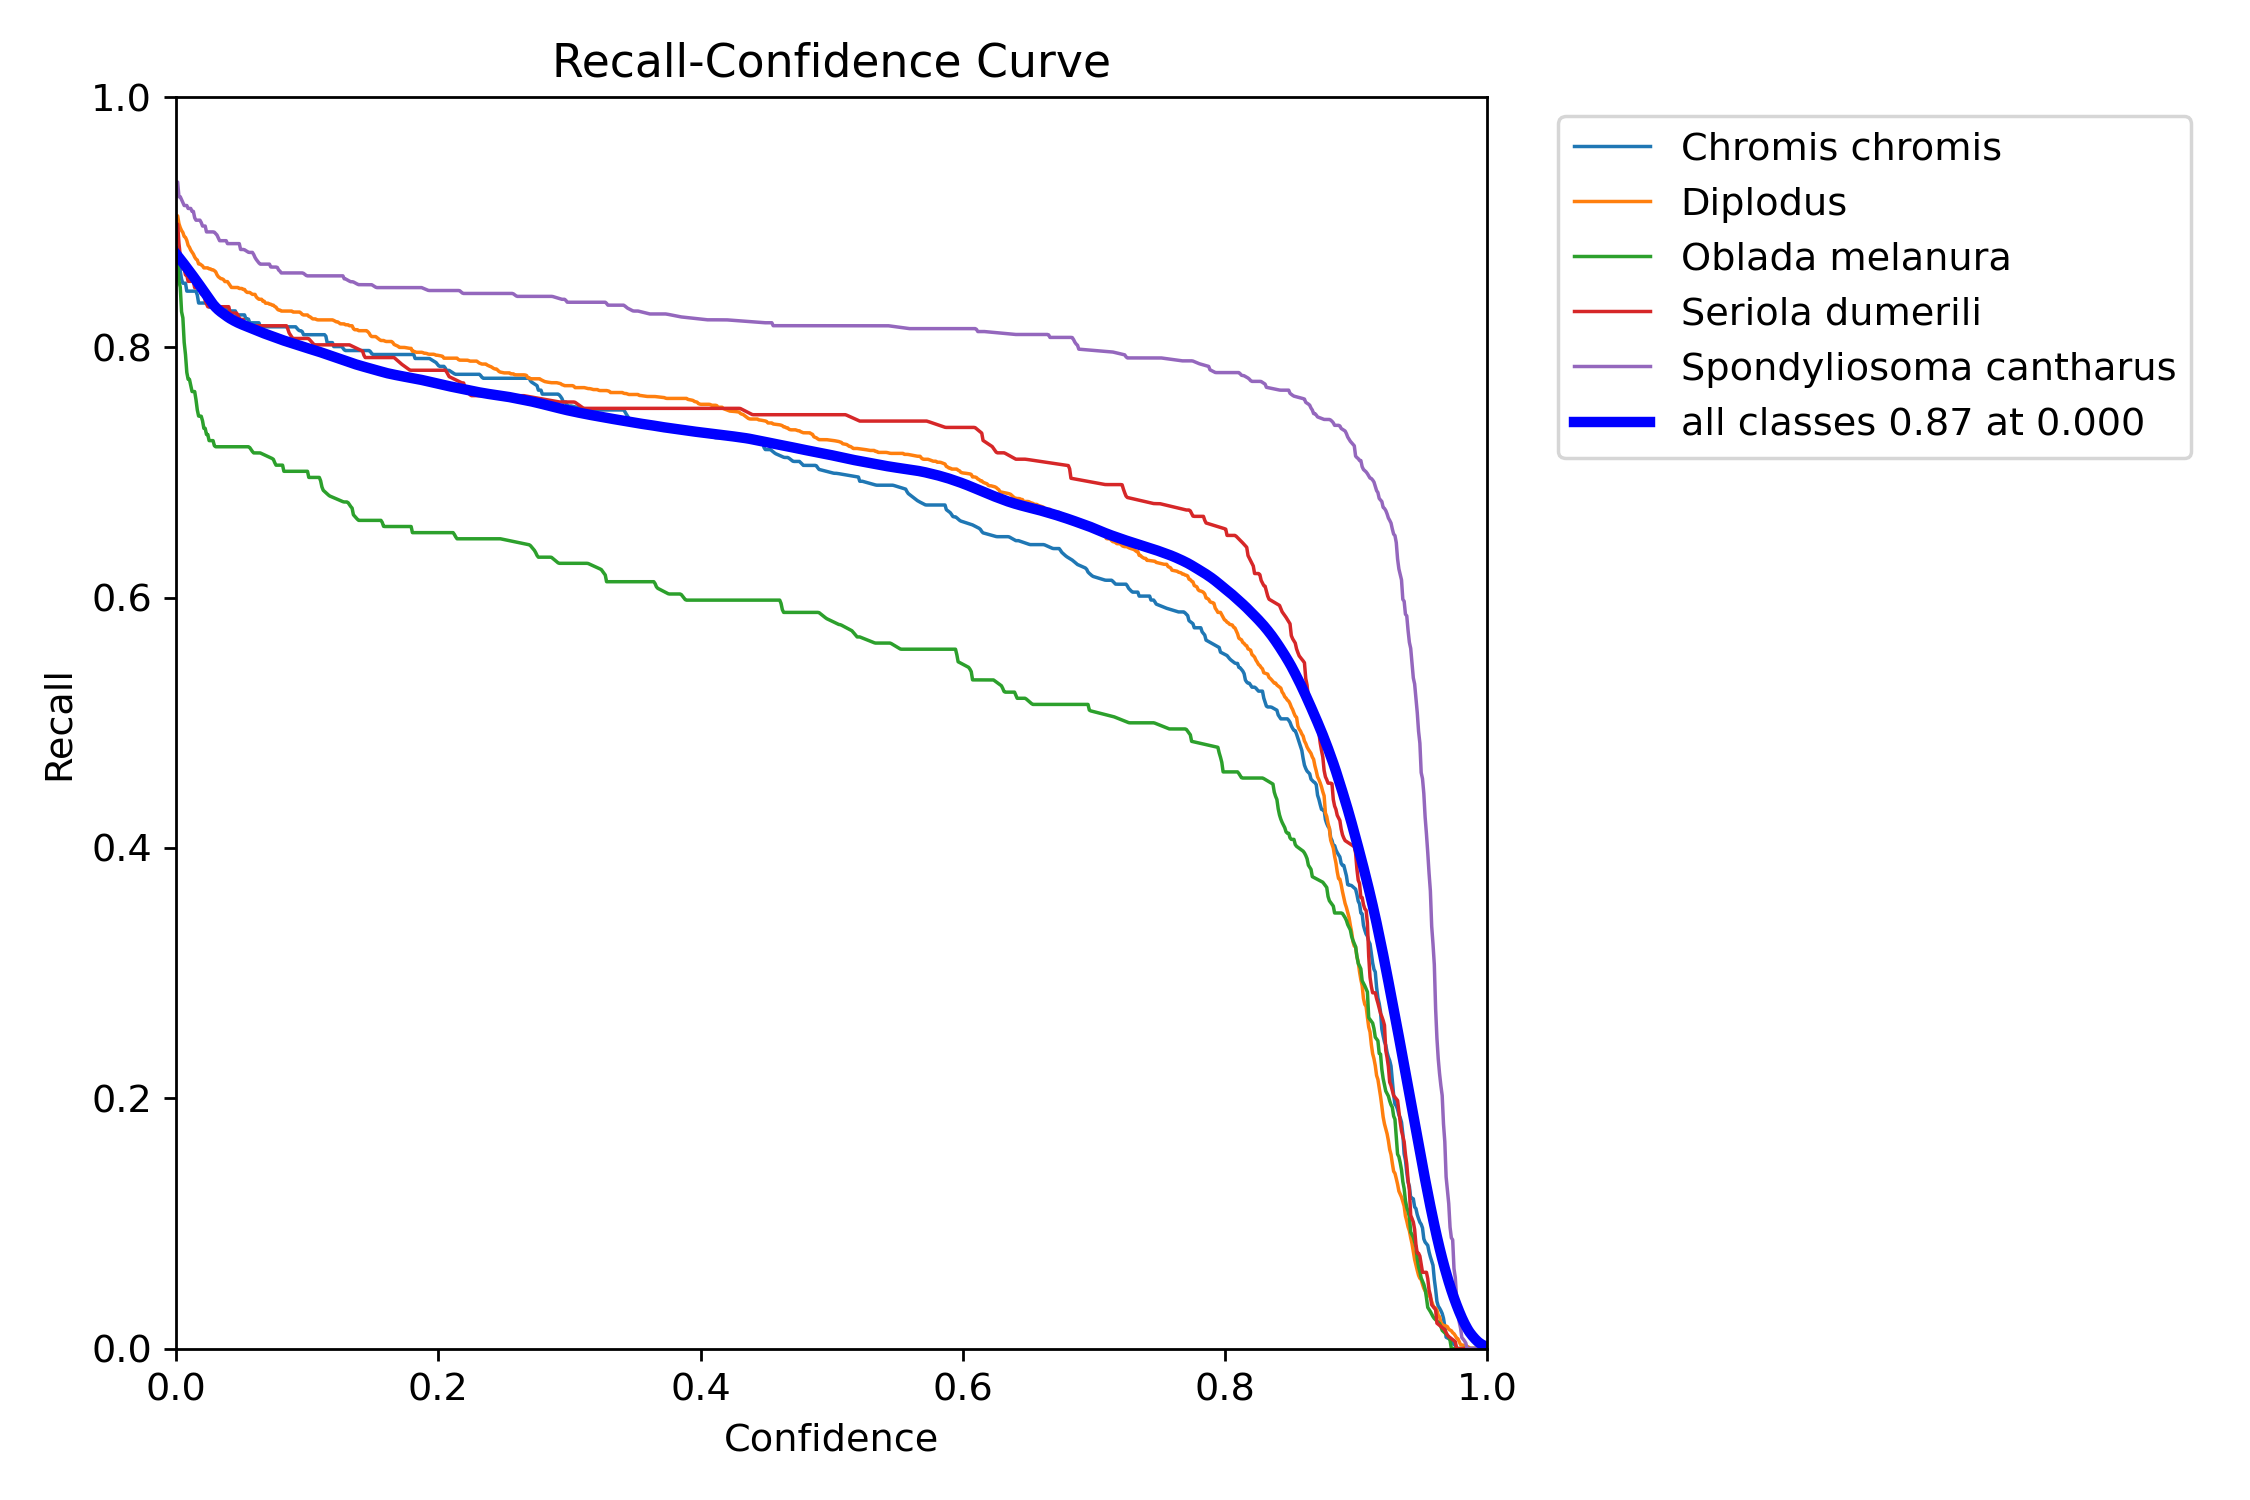 Recall-Confidence Curve
1.0
0.8
0.6
0.4
0.2
0.0
Recall
0.0 0.2 0.4 0.6 0.8 1.0
Confidence
Chromis chromis
Diplodus
Oblada melanura
Seriola dumerili
Spondyliosoma cantharus
all classes 0.87 at 0.000